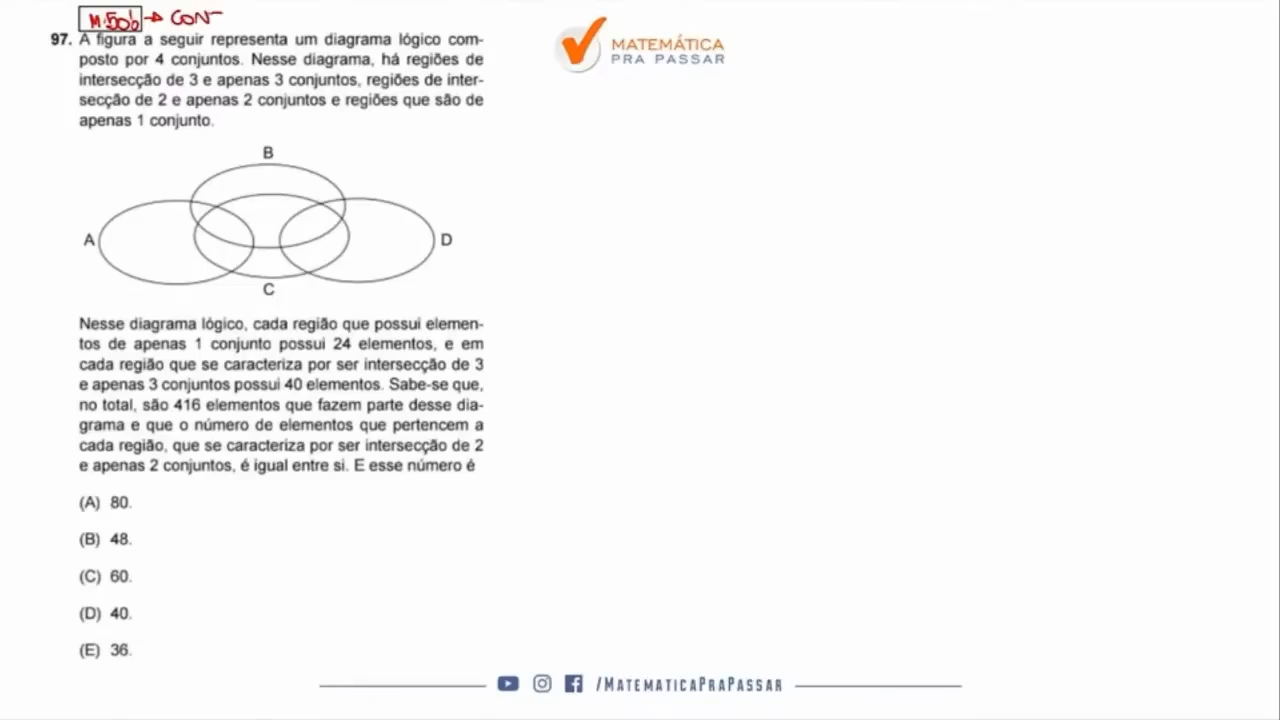 M.50b → CON
97. A figura a seguir representa um diagrama lógico com-
posto por 4 conjuntos. Nesse diagrama, há regiões de
intersecção de 3 e apenas 3 conjuntos, regiões de inter-
secção de 2 e apenas 2 conjuntos e regiões que são de
apenas 1 conjunto.
MATEMÁTICA
PRA PASSAR
B
A
D
C
Nesse diagrama lógico, cada região que possui elemen-
tos de apenas 1 conjunto possui 24 elementos, e em
cada região que se caracteriza por ser intersecção de 3
e apenas 3 conjuntos possui 40 elementos. Sabe-se que,
no total, são 416 elementos que fazem parte desse dia-
grama e que o número de elementos que pertencem a
cada região, que se caracteriza por ser intersecção de 2
e apenas 2 conjuntos, é igual entre si. E esse número é
(A) 80.
(B) 48.
(C) 60.
(D) 40.
(E) 36.
/MATEMATICAPRAPASSAR